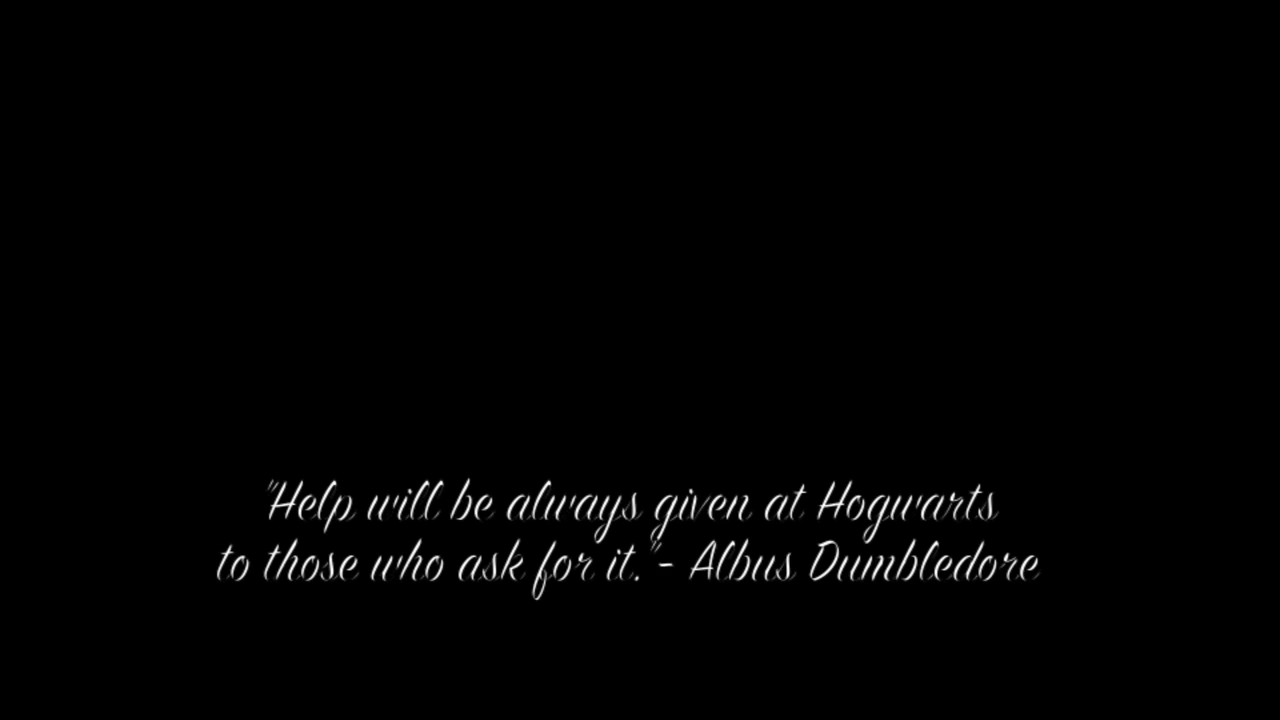 "Help will be always given at Hogwarts
to those who ask for it."- Albus Dumbledore